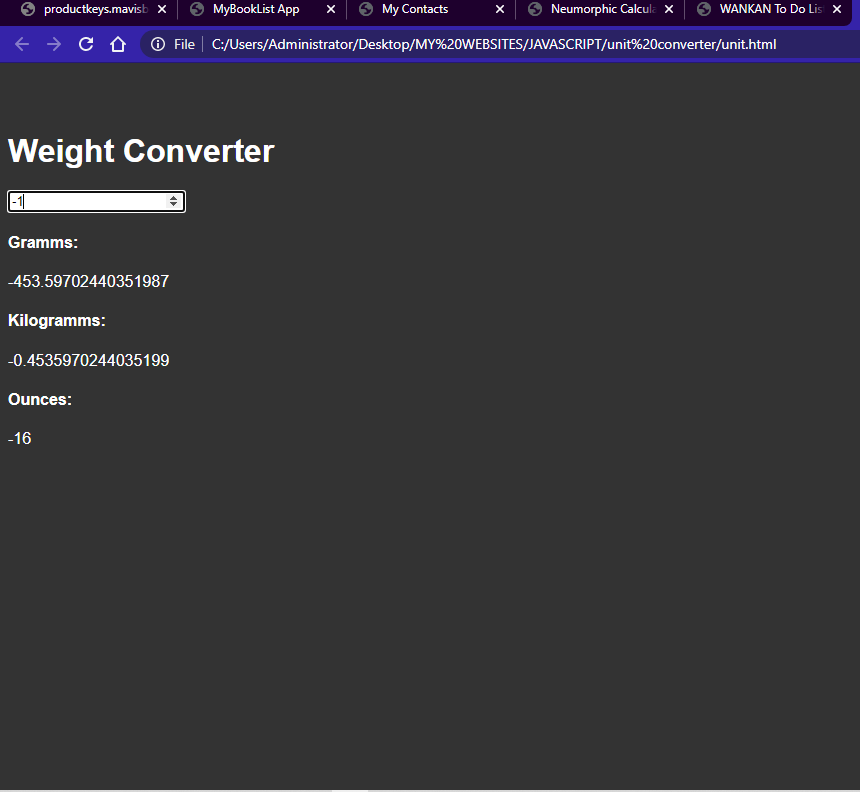 productkeys.mavisb MyBookList App My Contacts Neumorphic Calcula WANKAN To Do Lis
File C:/Users/Administrator/Desktop/MY%20WEBSITES/JAVASCRIPT/unit%20converter/unit.html
Weight Converter
-1
Gramms:
-453.59702440351987
Kilogramms:
-0.4535970244035199
Ounces:
-16